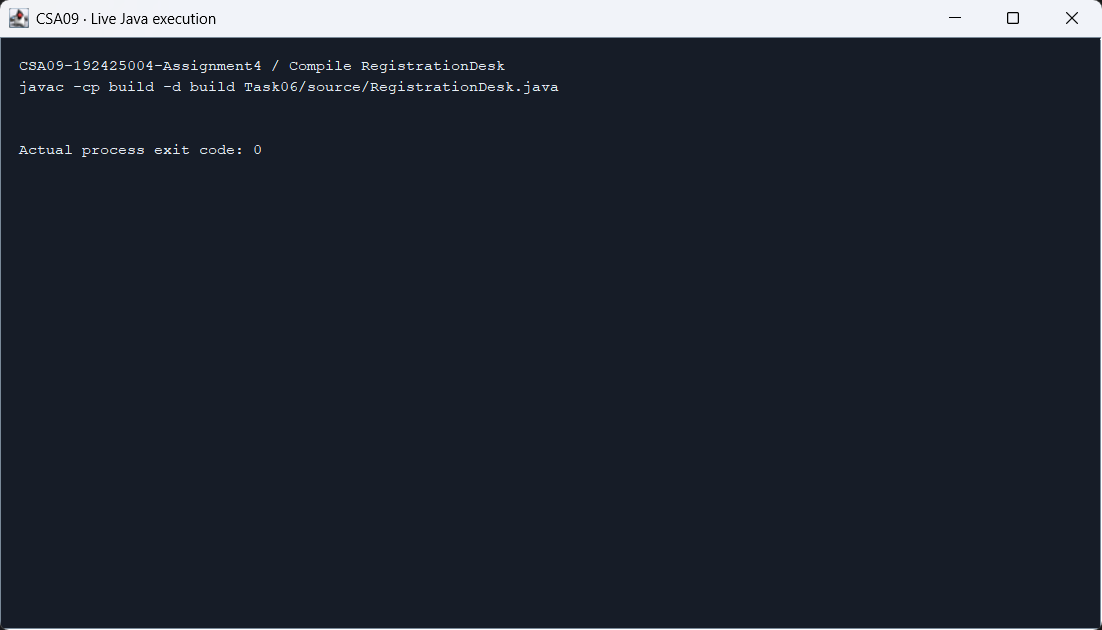 CSA09 · Live Java execution
CSA09-192425004-Assignment4 / Compile RegistrationDesk
javac -cp build -d build Task06/source/RegistrationDesk.java
Actual process exit code: 0